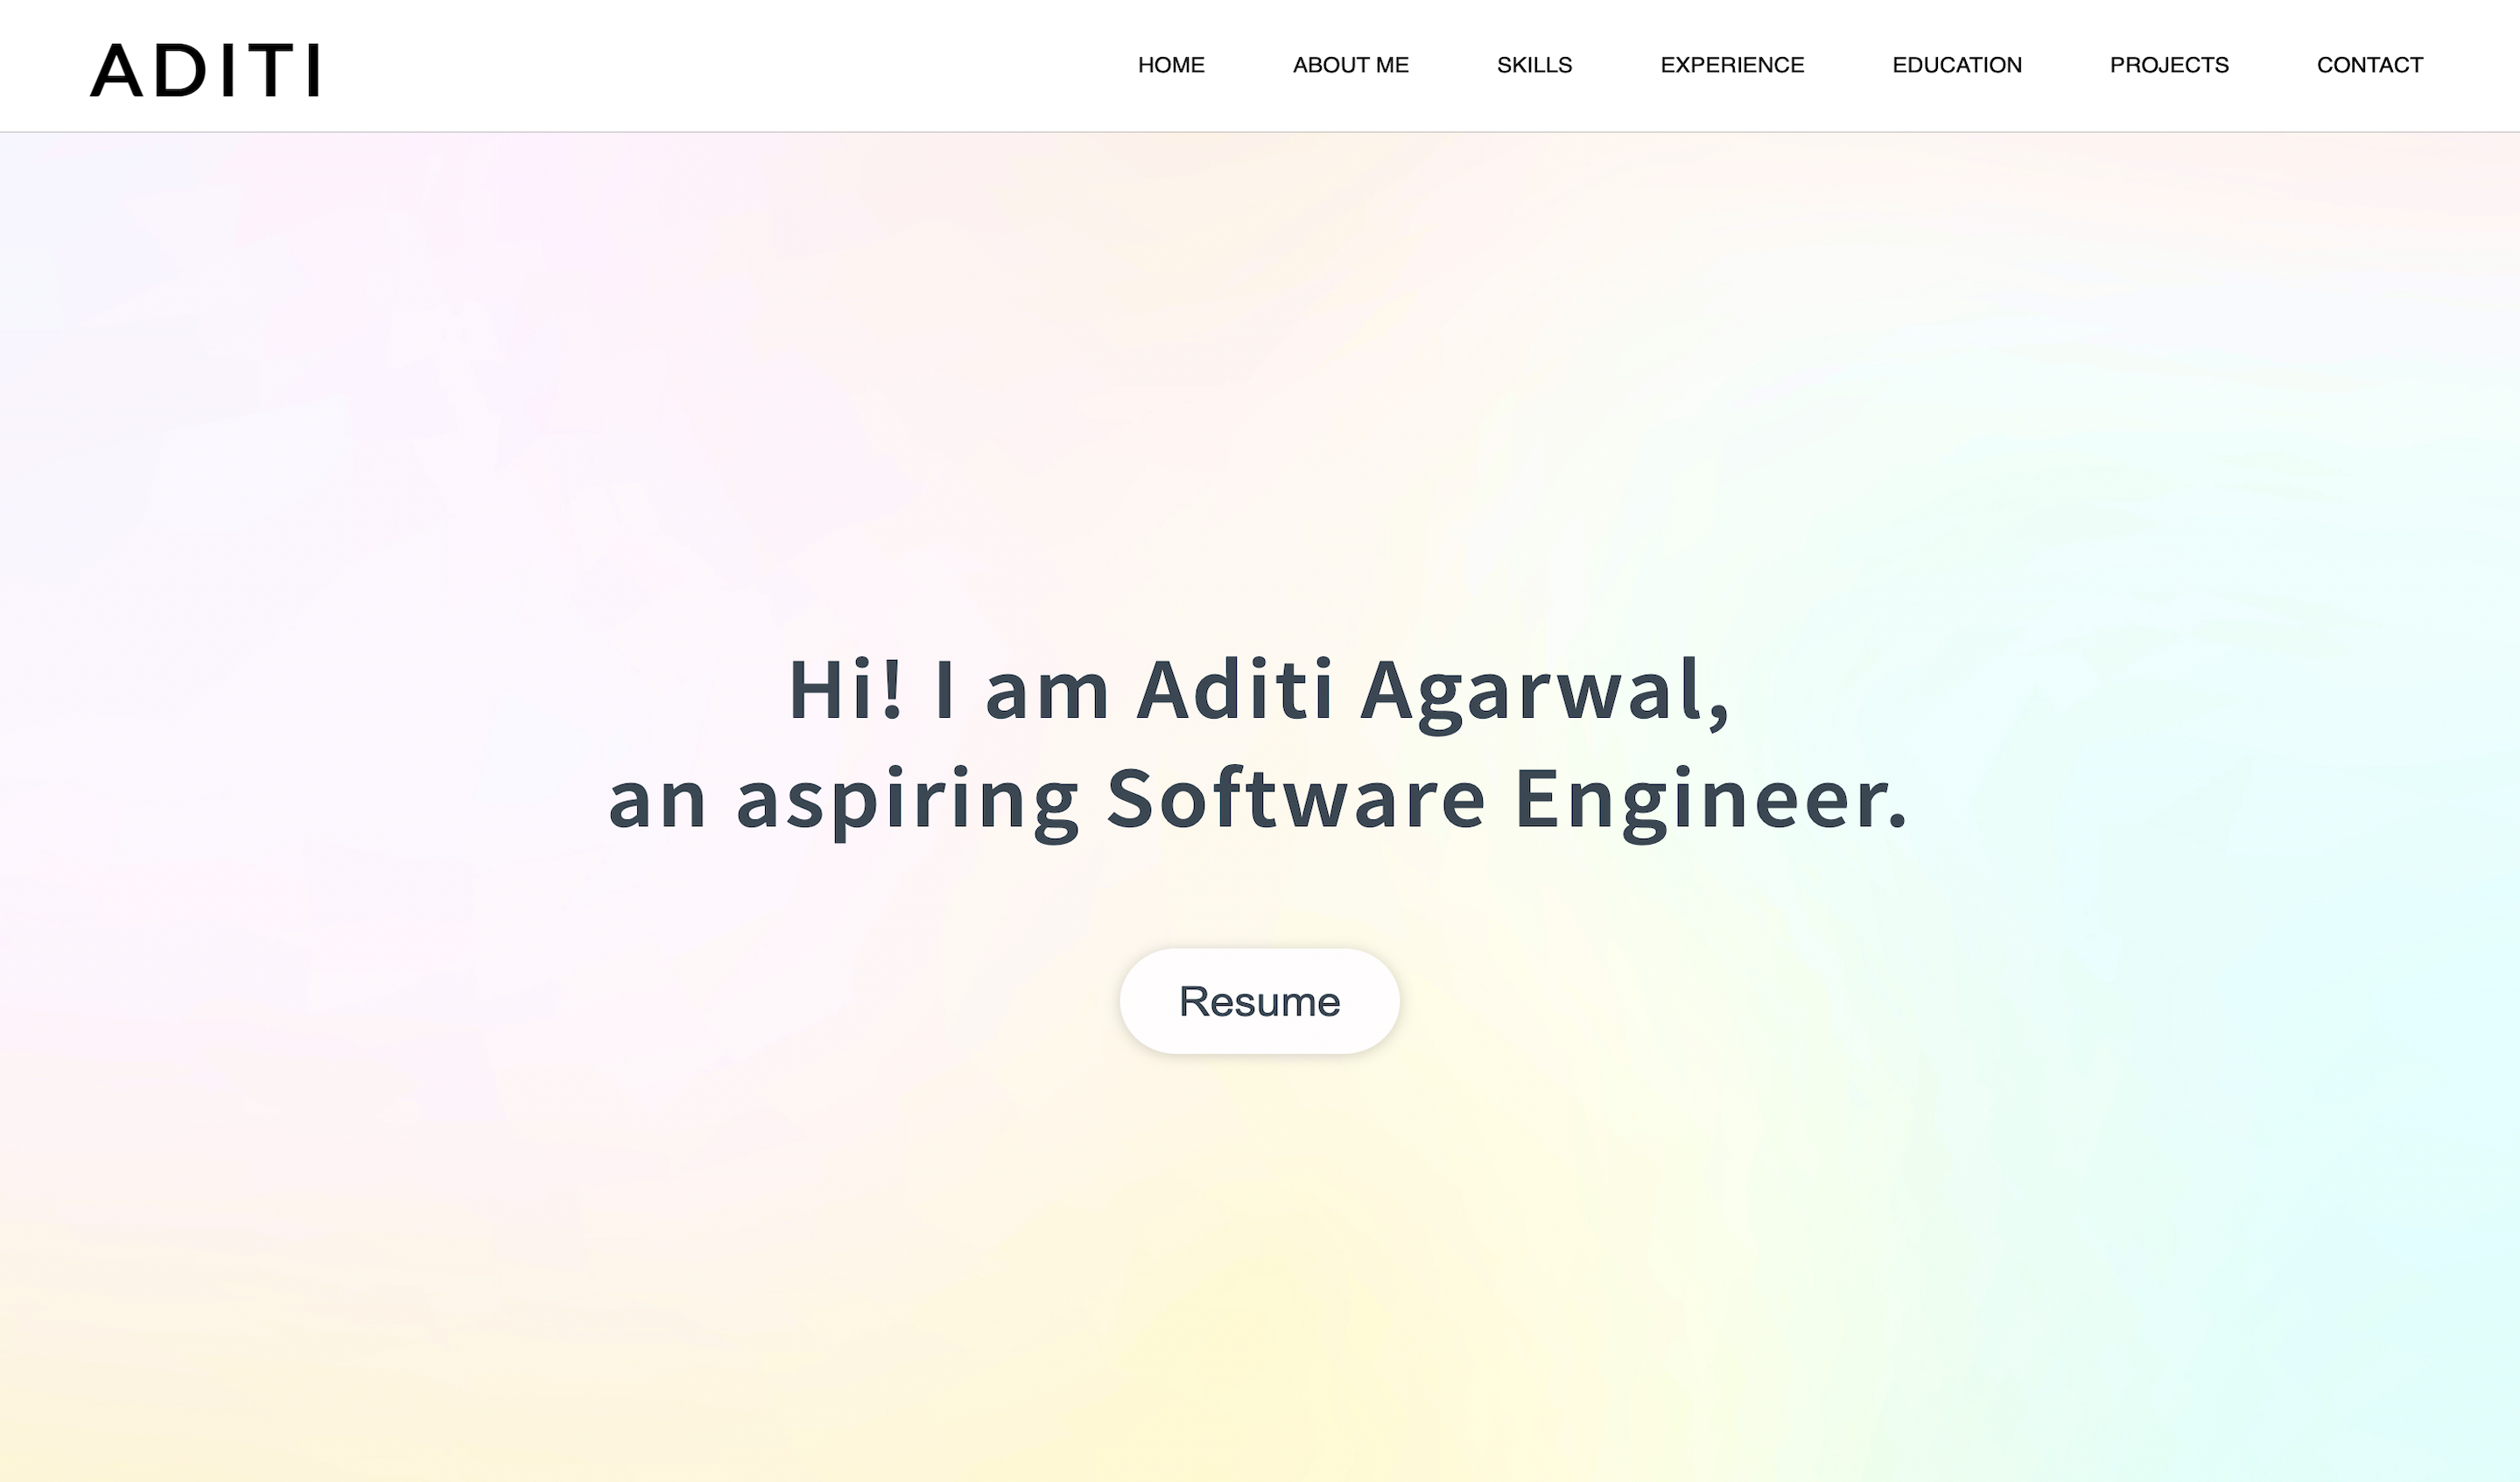 ADITI
HOME ABOUT ME SKILLS EXPERIENCE EDUCATION PROJECTS CONTACT
Hi! I am Aditi Agarwal,
an aspiring Software Engineer.
Resume